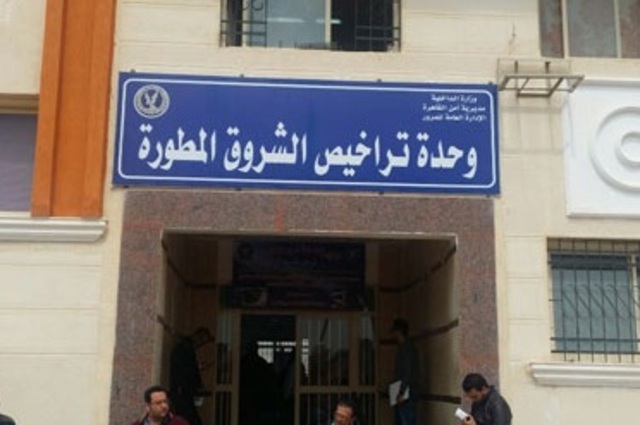 وزارة الداخلية
مديرية أمن القاهرة
الإدارة العامة للمرور
وحدة تراخيص الشروق المطورة